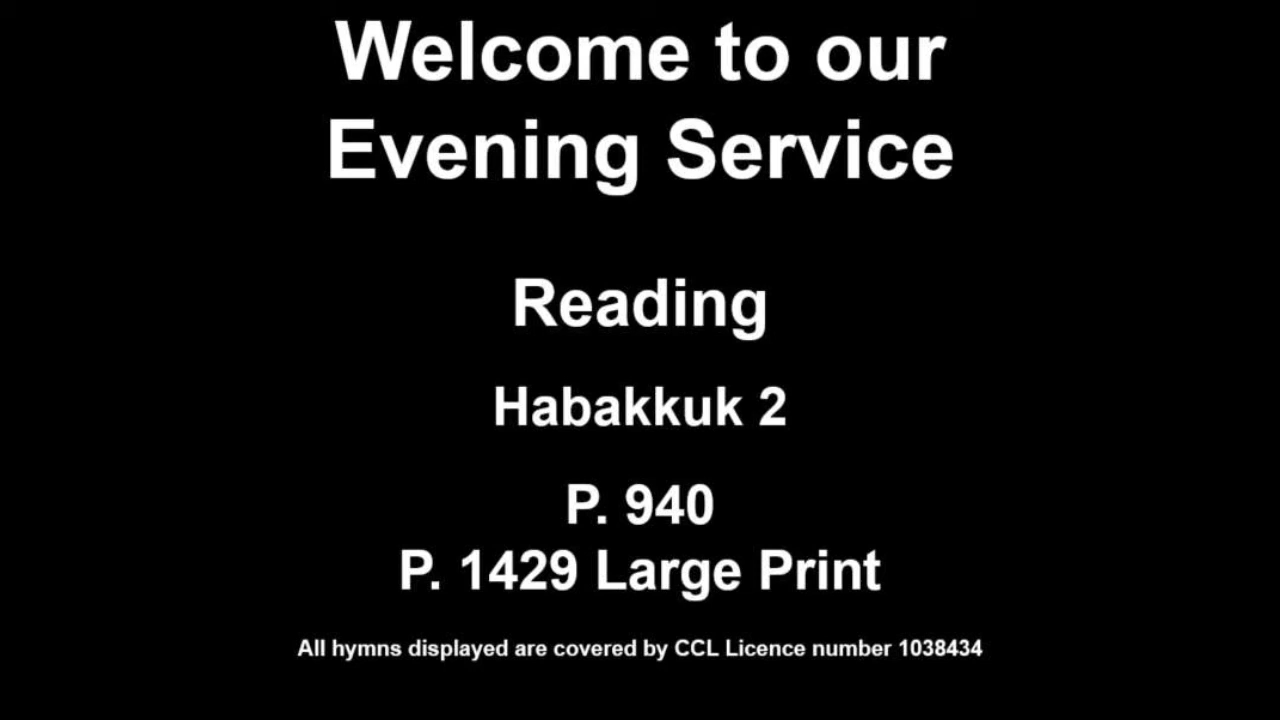 Welcome to our
Evening Service
Reading
Habakkuk 2
P. 940
P. 1429 Large Print
All hymns displayed are covered by CCL Licence number 1038434